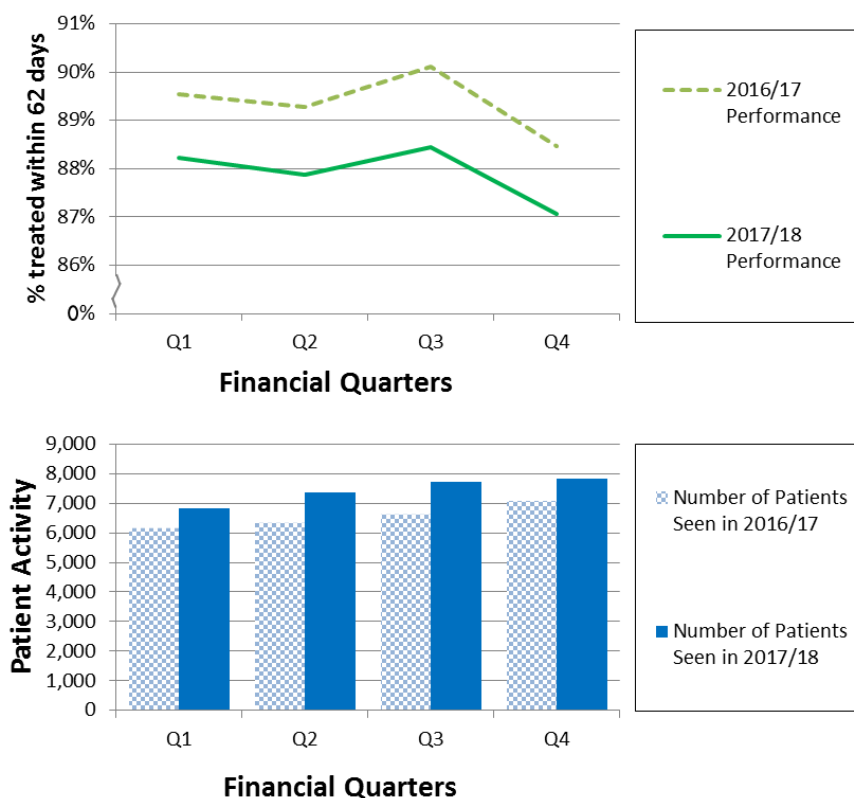 % treated within 62 days
91%
90%
89%
88%
87%
86%
0%
Q1 Q2 Q3 Q4
Financial Quarters
2016/17
Performance
2017/18
Performance
Patient Activity
9,000
8,000
7,000
6,000
5,000
4,000
3,000
2,000
1,000
0
Q1 Q2 Q3 Q4
Financial Quarters
Number of Patients
Seen in 2016/17
Number of Patients
Seen in 2017/18